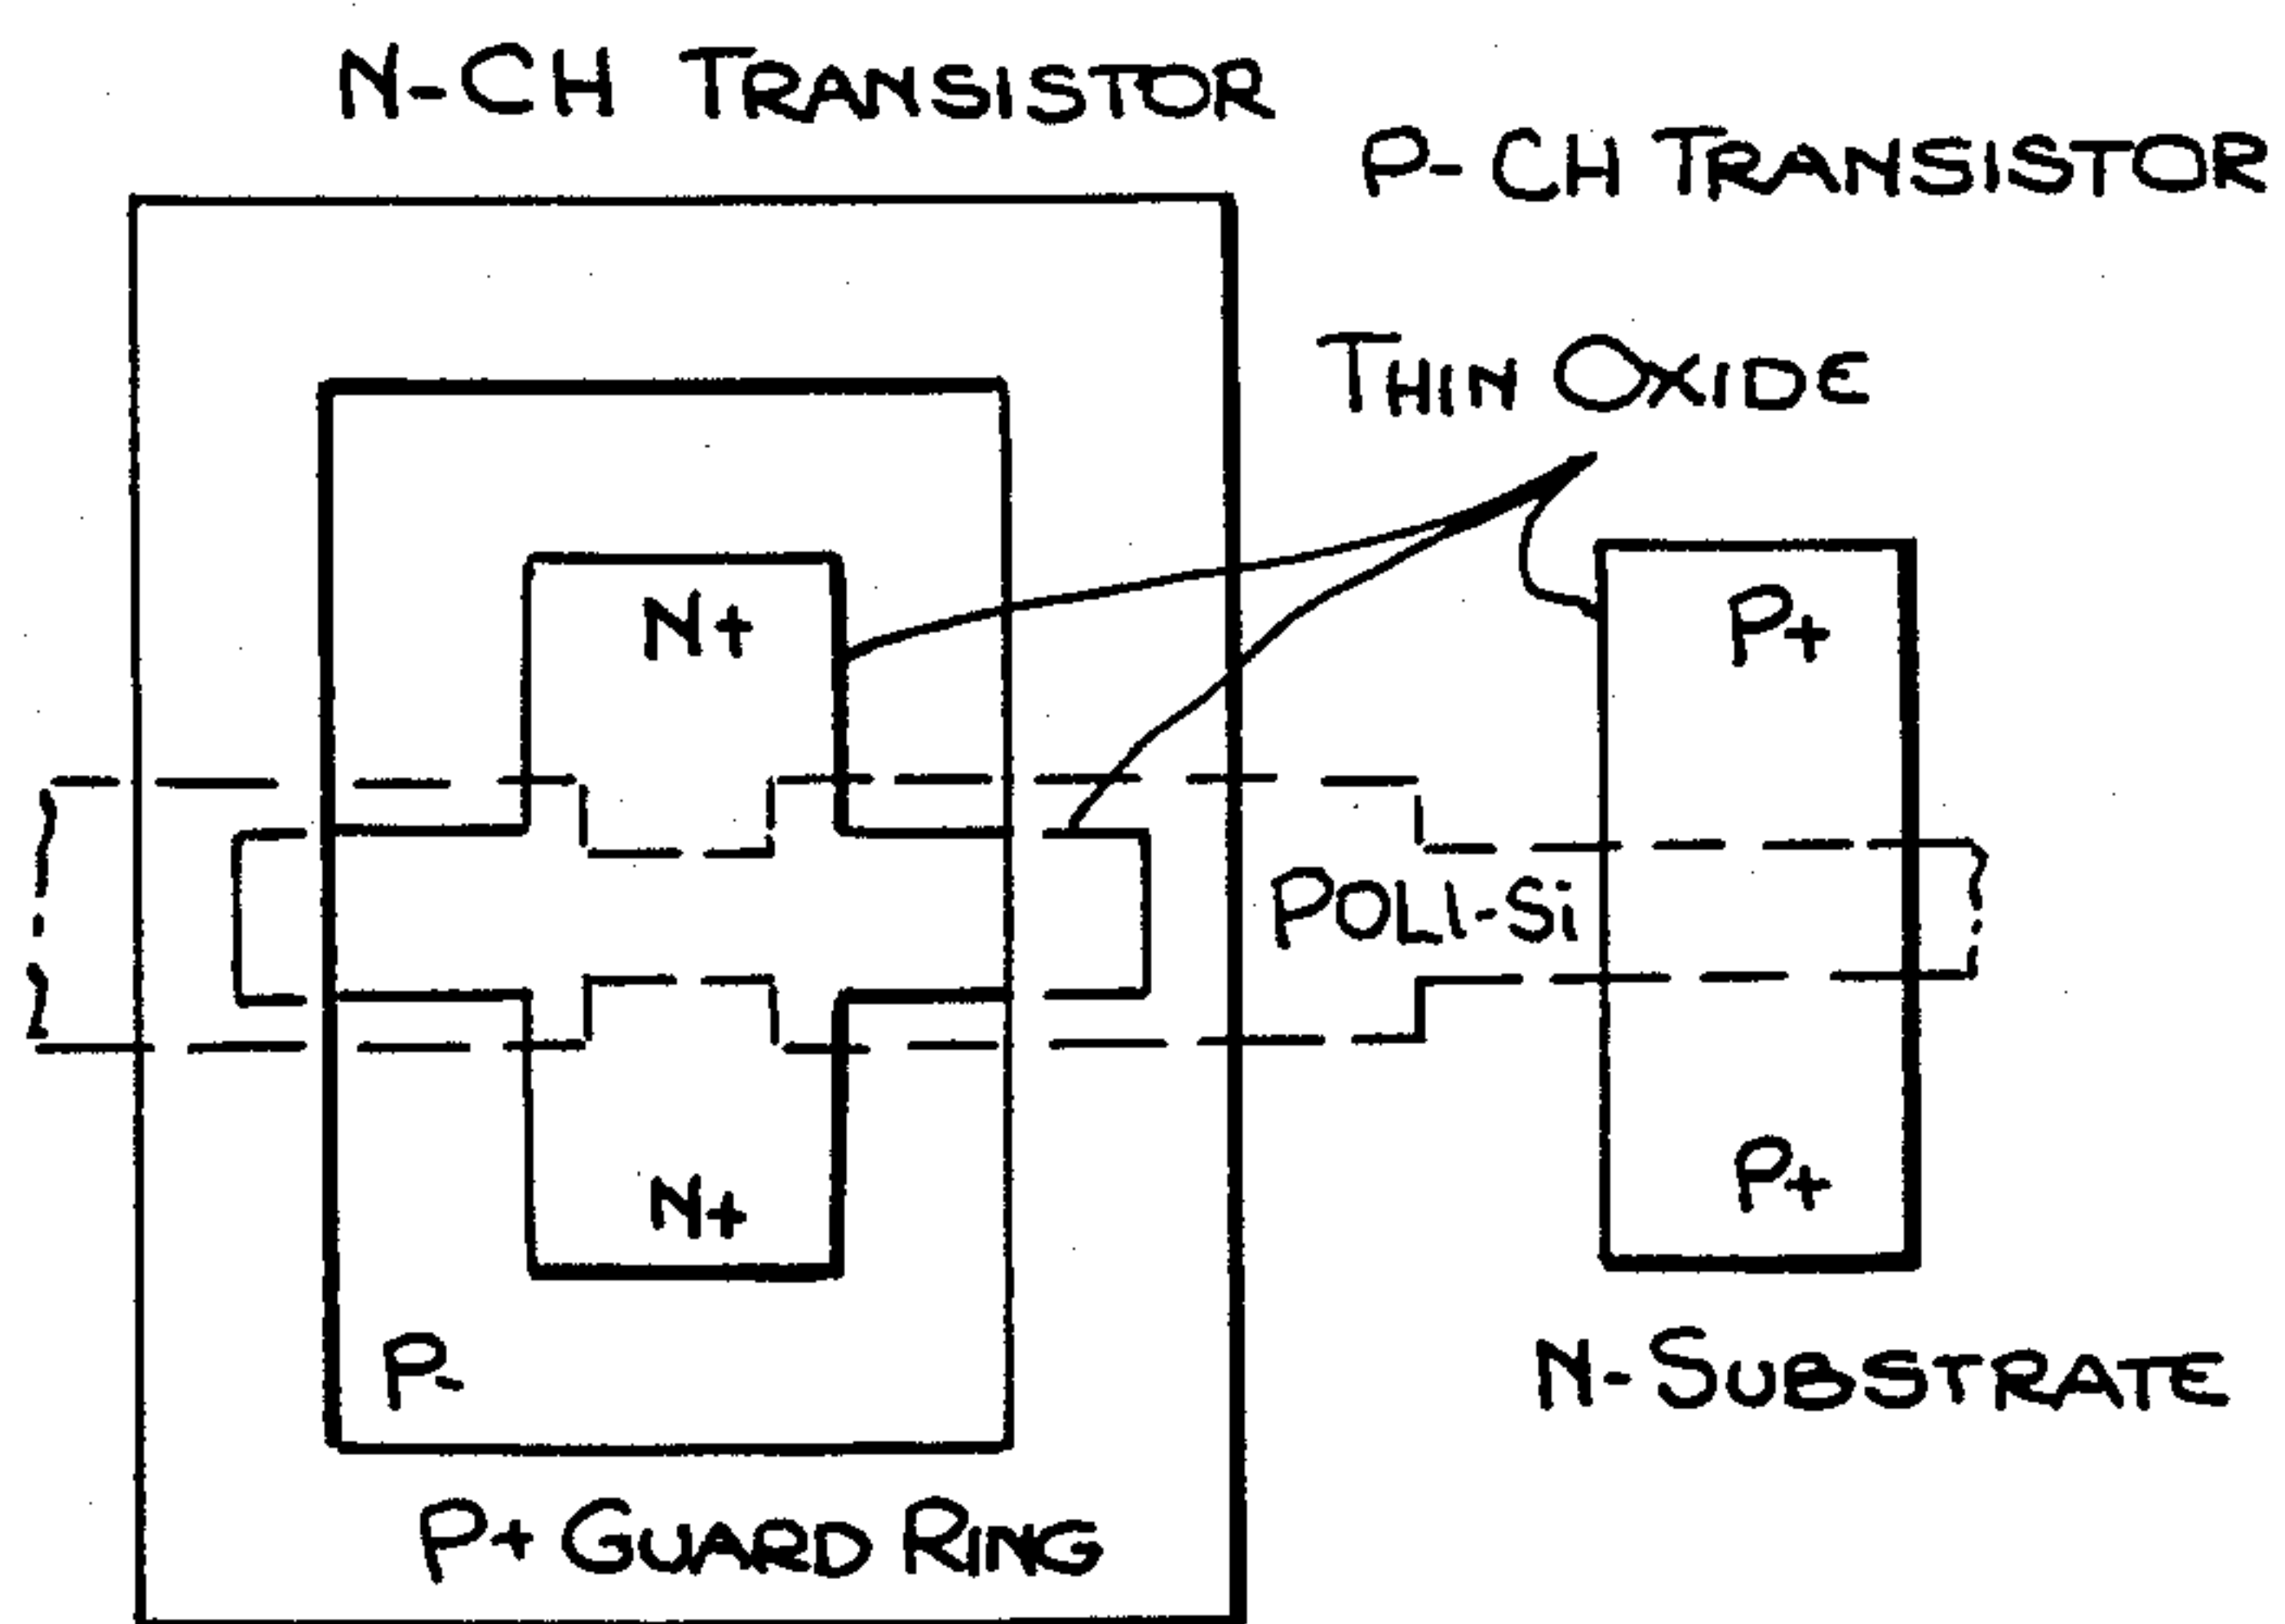 N-CH TRANSISTOR
P-CH TRANSISTOR
THIN OXIDE
N+
P+
POLI-Si
N+
P+
P-
N-SUBSTRATE
P+ GUARD RING